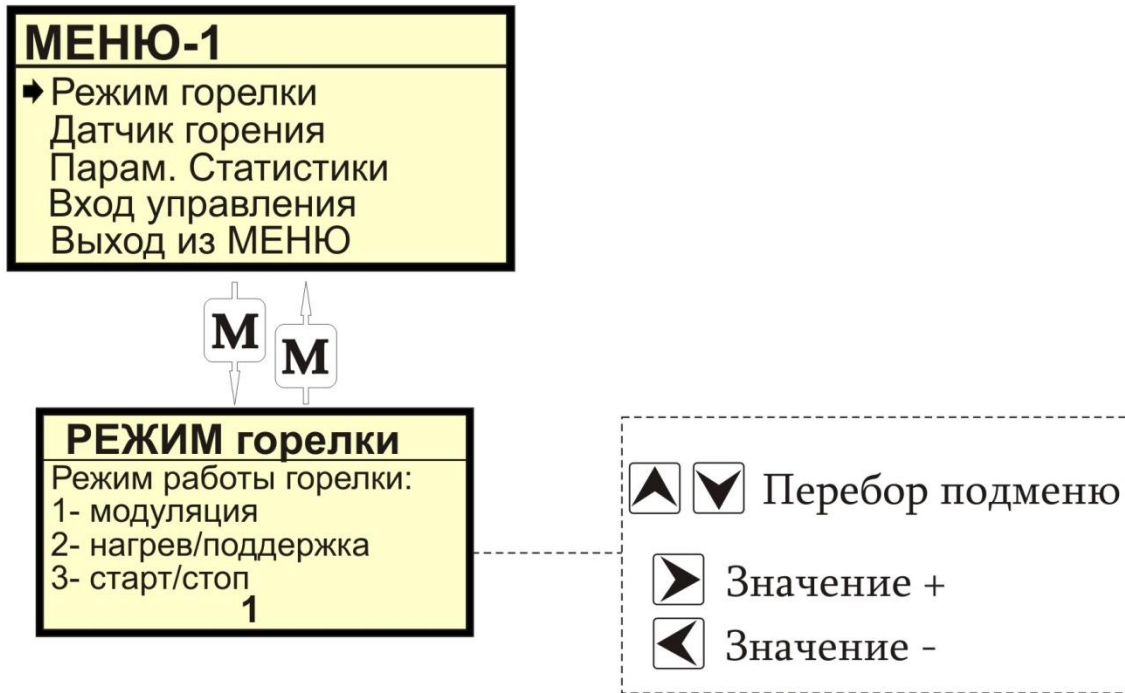 МЕНЮ-1
Режим горелки
Датчик горения
Парам. Статистики
Вход управления
Выход из МЕНЮ
М
М
РЕЖИМ горелки
Режим работы горелки:
1- модуляция
2- нагрев/поддержка
3- старт/стоп
1
Перебор подменю
Значение +
Значение -